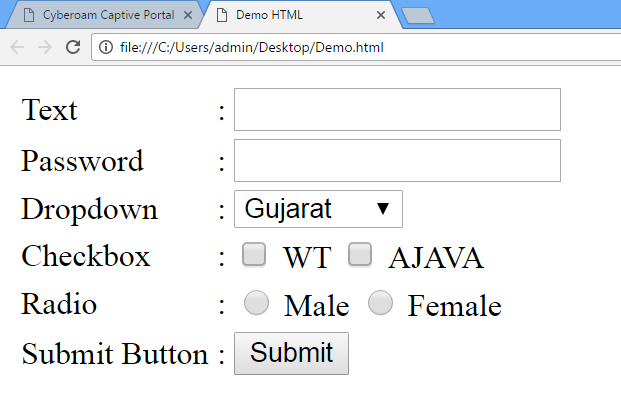 Cyberoam Captive Portal Demo HTML
file:///C:/Users/admin/Desktop/Demo.html
Text :
Password :
Dropdown : Gujarat
Checkbox : WT AJAVA
Radio : Male Female
Submit Button : Submit